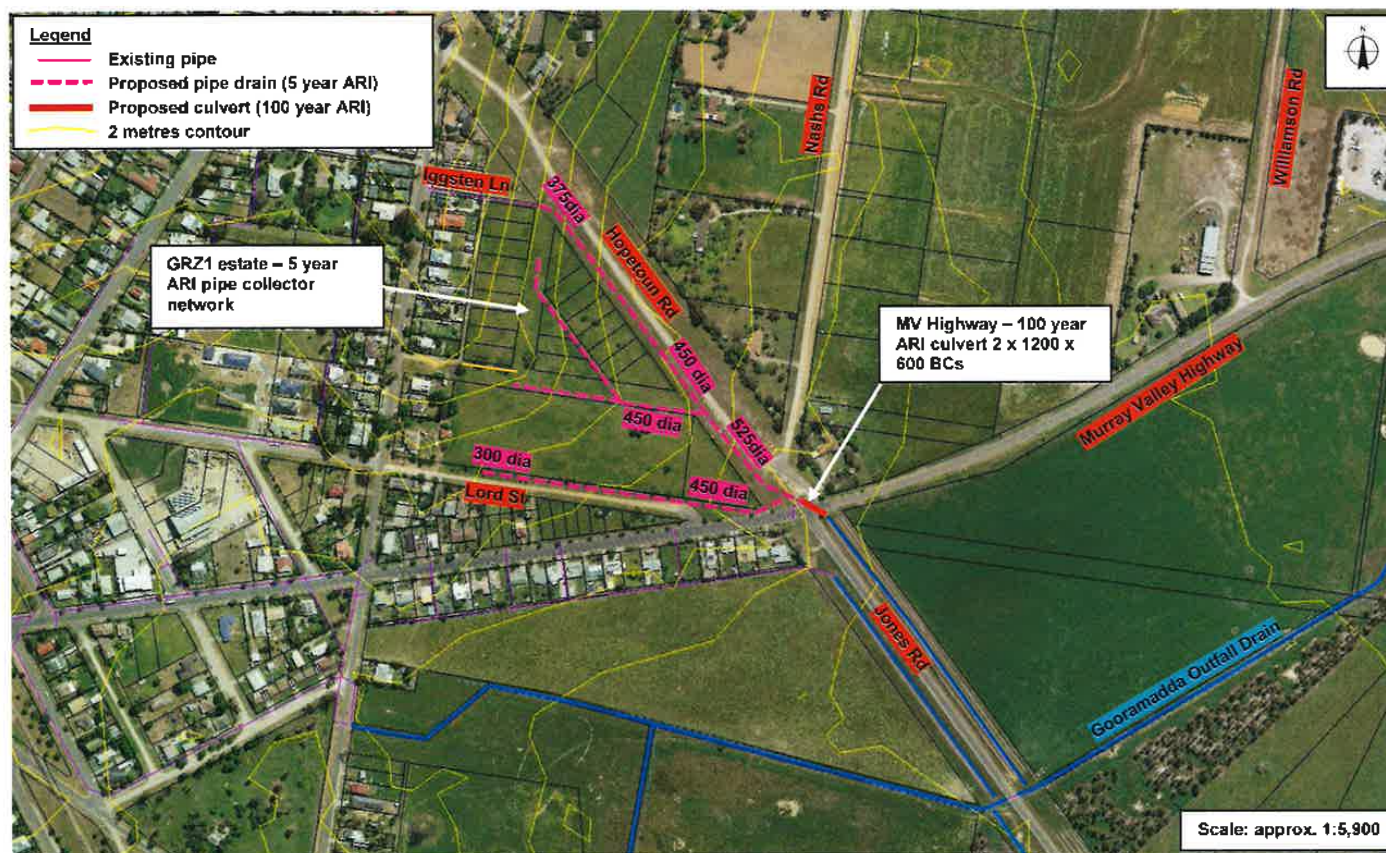 Legend
Existing pipe
Proposed pipe drain (5 year ARI)
Proposed culvert (100 year ARI)
2 metres contour
N
Nashs Rd
Williamson Rd
Iggsten Ln
375dia
Hopetoun Rd
GRZ1 estate – 5 year
ARI pipe collector
network
MV Highway – 100 year
ARI culvert 2 x 1200 x
600 BCs
450 dia
Murray Valley Highway
450 dia
525dia
300 dia
450 dia
Lord St
Jones Rd
Gooramadda Outfall Drain
Scale: approx. 1:5,900